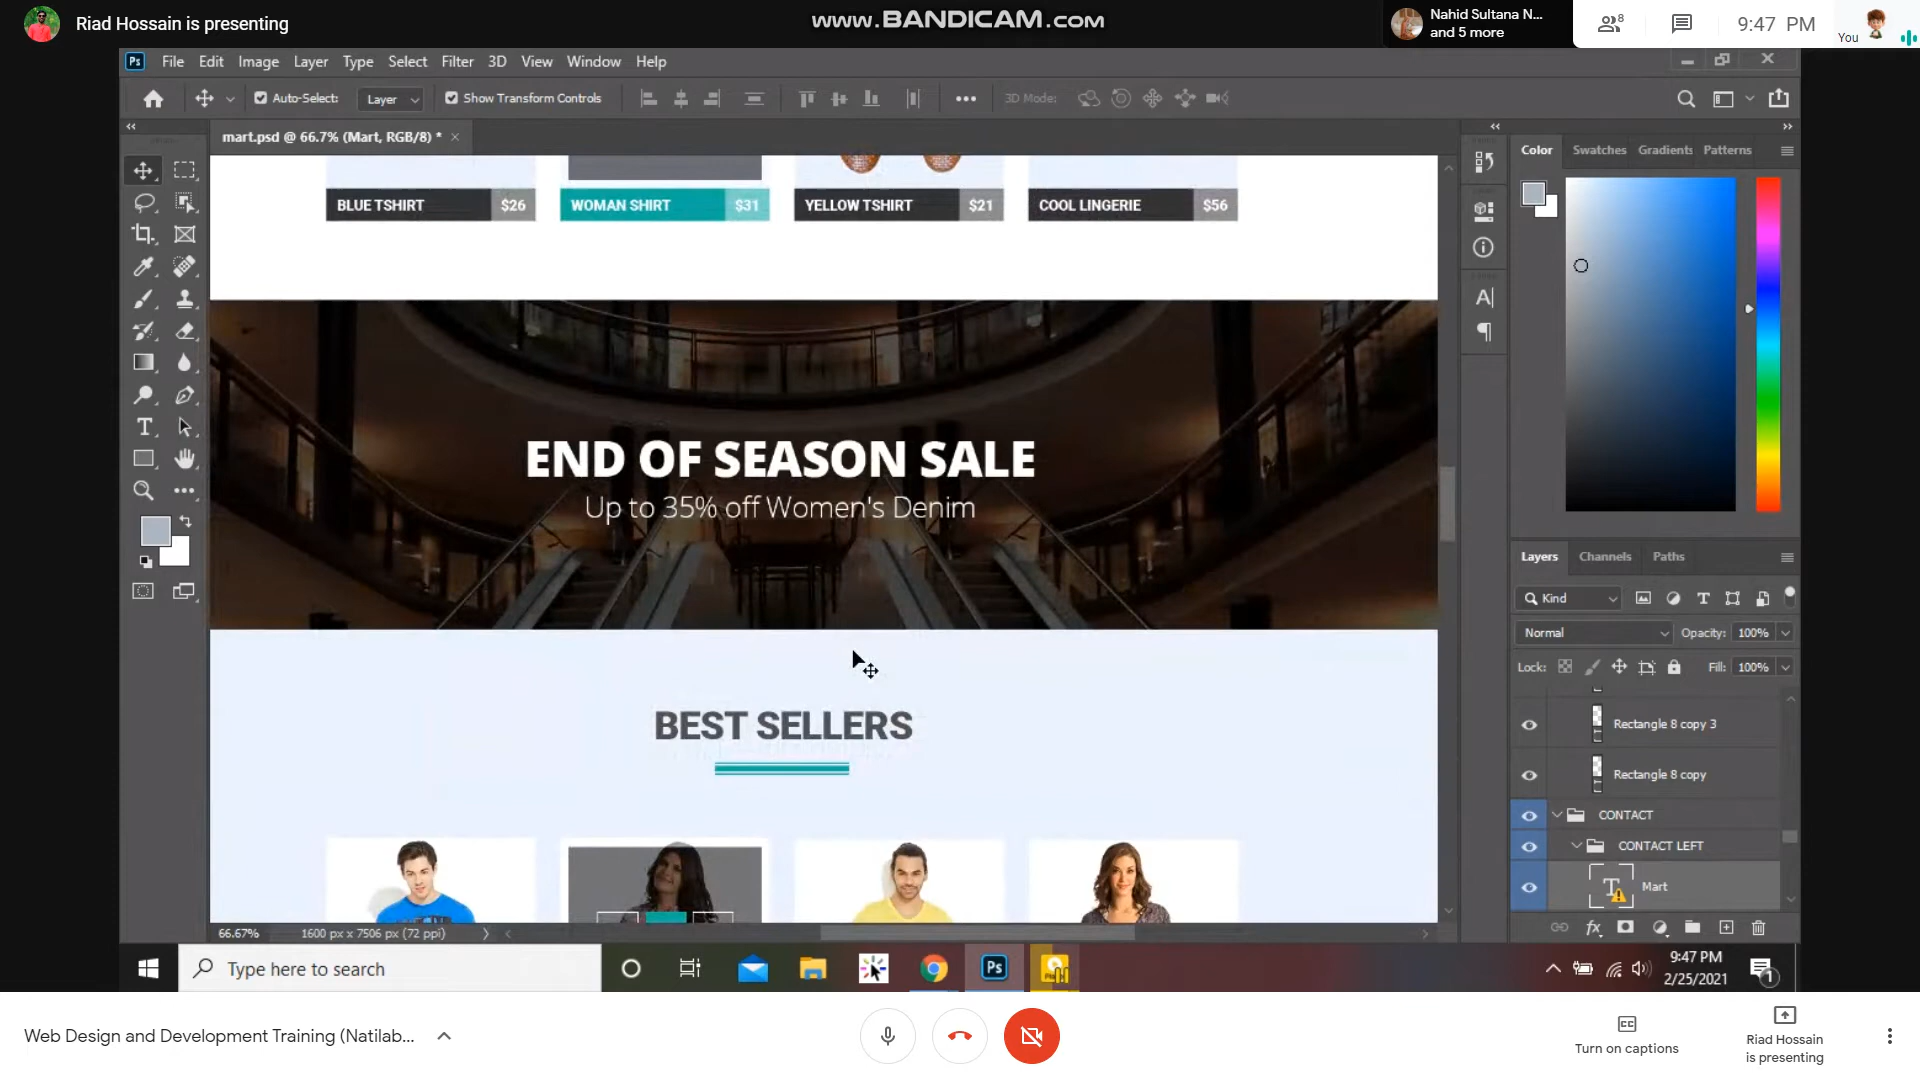 Riad Hossain is presenting
www.BANDICAM.com
Nahid Sultana N...
and 5 more
8
9:47 PM
You
Ps
File Edit Image Layer Type Select Filter 3D View Window Help
Auto-Select: Layer Show Transform Controls 3D Mode:
mart.psd @ 66.7% (Mart, RGB/8) *
Color Swatches Gradients Patterns
BLUE TSHIRT $26
WOMAN SHIRT $31
YELLOW TSHIRT $21
COOL LINGERIE $56
END OF SEASON SALE
Up to 35% off Women's Denim
BEST SELLERS
Layers Channels Paths
Kind
Normal Opacity: 100%
Lock: Fill: 100%
Rectangle 8 copy 3
Rectangle 8 copy
CONTACT
CONTACT LEFT
Mart
66.67% 1600 px x 7506 px (72 ppi)
Type here to search
Ps
9:47 PM
2/25/2021
1
Web Design and Development Training (Natilab...
Turn on captions
Riad Hossain
is presenting